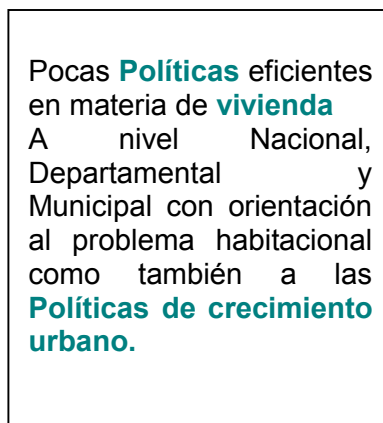 Pocas Políticas eficientes
en materia de vivienda
A nivel Nacional,
Departamental y
Municipal con orientación
al problema habitacional
como también a las
Políticas de crecimiento
urbano.